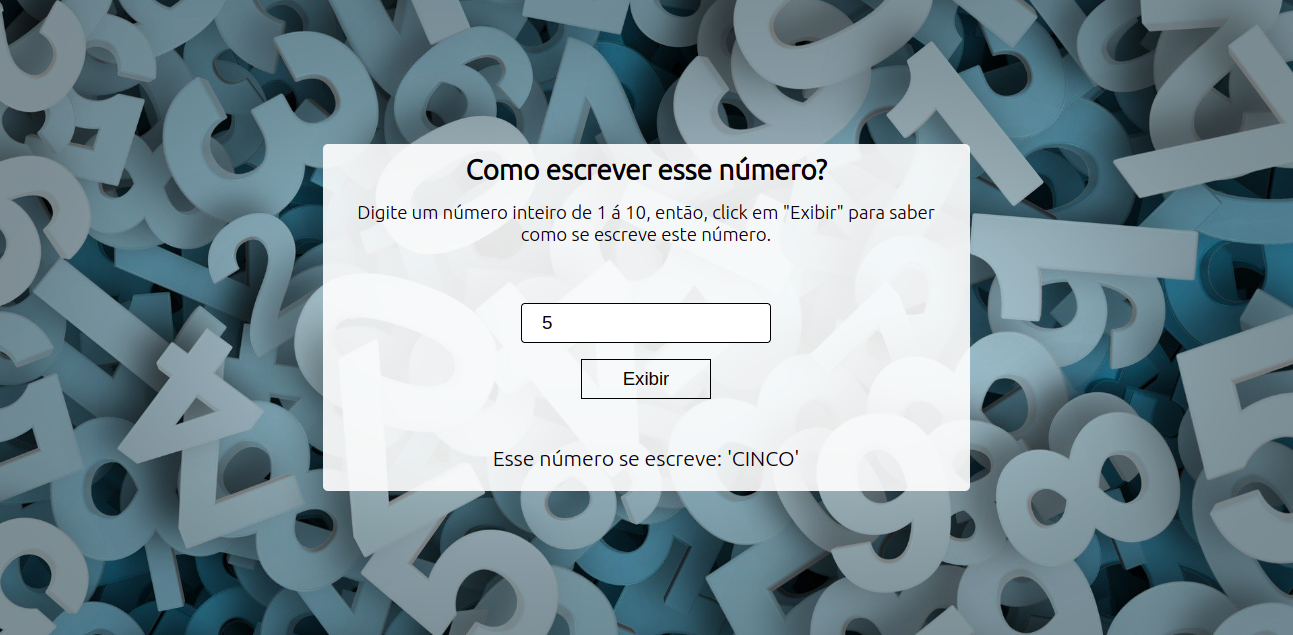 Como escrever esse número?
Digite um número inteiro de 1 á 10, então, click em "Exibir" para saber
como se escreve este número.
5
Exibir
Esse número se escreve: 'CINCO'